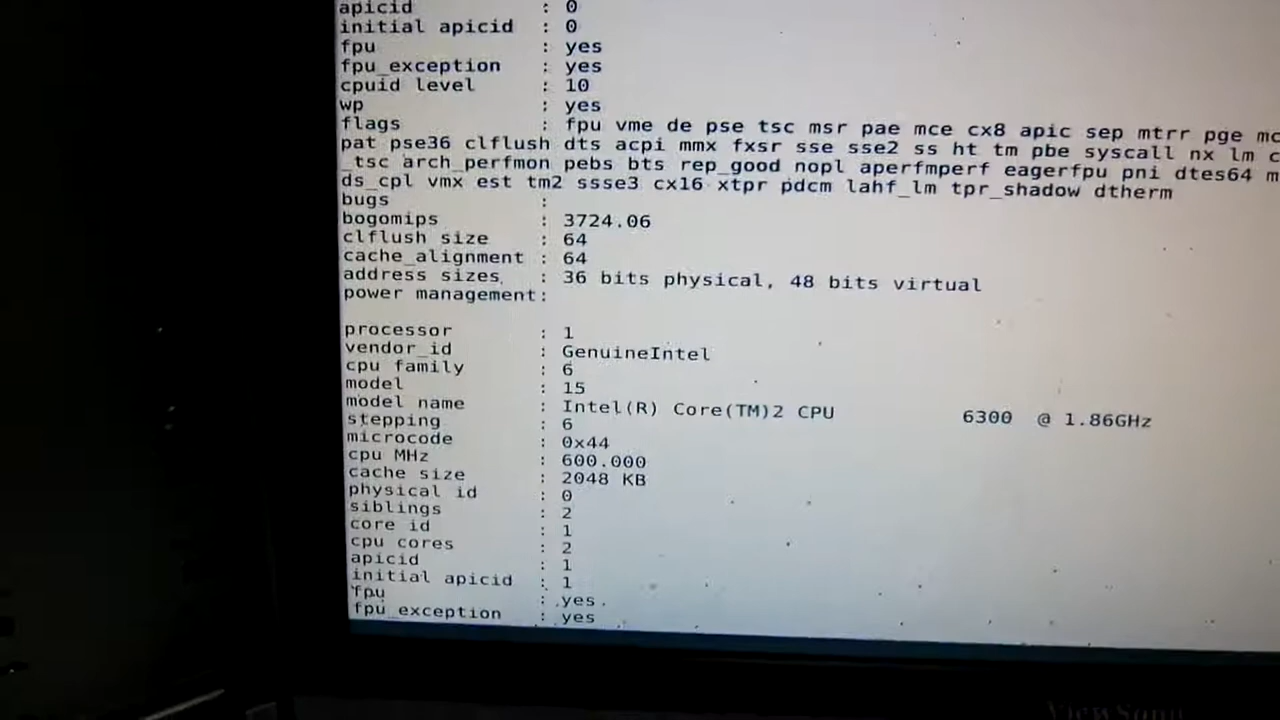 apicid : 0
initial apicid : 0
fpu : yes
fpu_exception : yes
cpuid level : 10
wp : yes
flags : fpu vme de pse tsc msr pae mce cx8 apic sep mtrr pge mc
pat pse36 clflush dts acpi mmx fxsr sse sse2 ss ht tm pbe syscall nx lm c
_tsc arch_perfmon pebs bts rep_good nopl aperfmperf eagerfpu pni dtes64 m
ds_cpl vmx est tm2 ssse3 cx16 xtpr pdcm lahf_lm tpr_shadow dtherm
bugs :
bogomips : 3724.06
clflush size : 64
cache_alignment : 64
address sizes : 36 bits physical, 48 bits virtual
power management:
processor : 1
vendor_id : GenuineIntel
cpu family : 6
model : 15
model name : Intel(R) Core(TM)2 CPU 6300 @ 1.86GHz
stepping : 6
microcode : 0x44
cpu MHz : 600.000
cache size : 2048 KB
physical id : 0
siblings : 2
core id : 1
cpu cores : 2
apicid : 1
initial apicid : 1
fpu : yes
fpu_exception : yes
ViewSonic